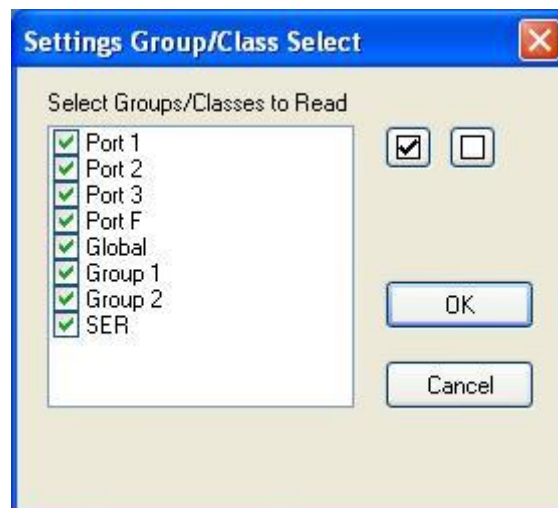 Settings Group/Class Select
Select Groups/Classes to Read
Port 1
Port 2
Port 3
Port F
Global
Group 1
Group 2
SER
OK
Cancel